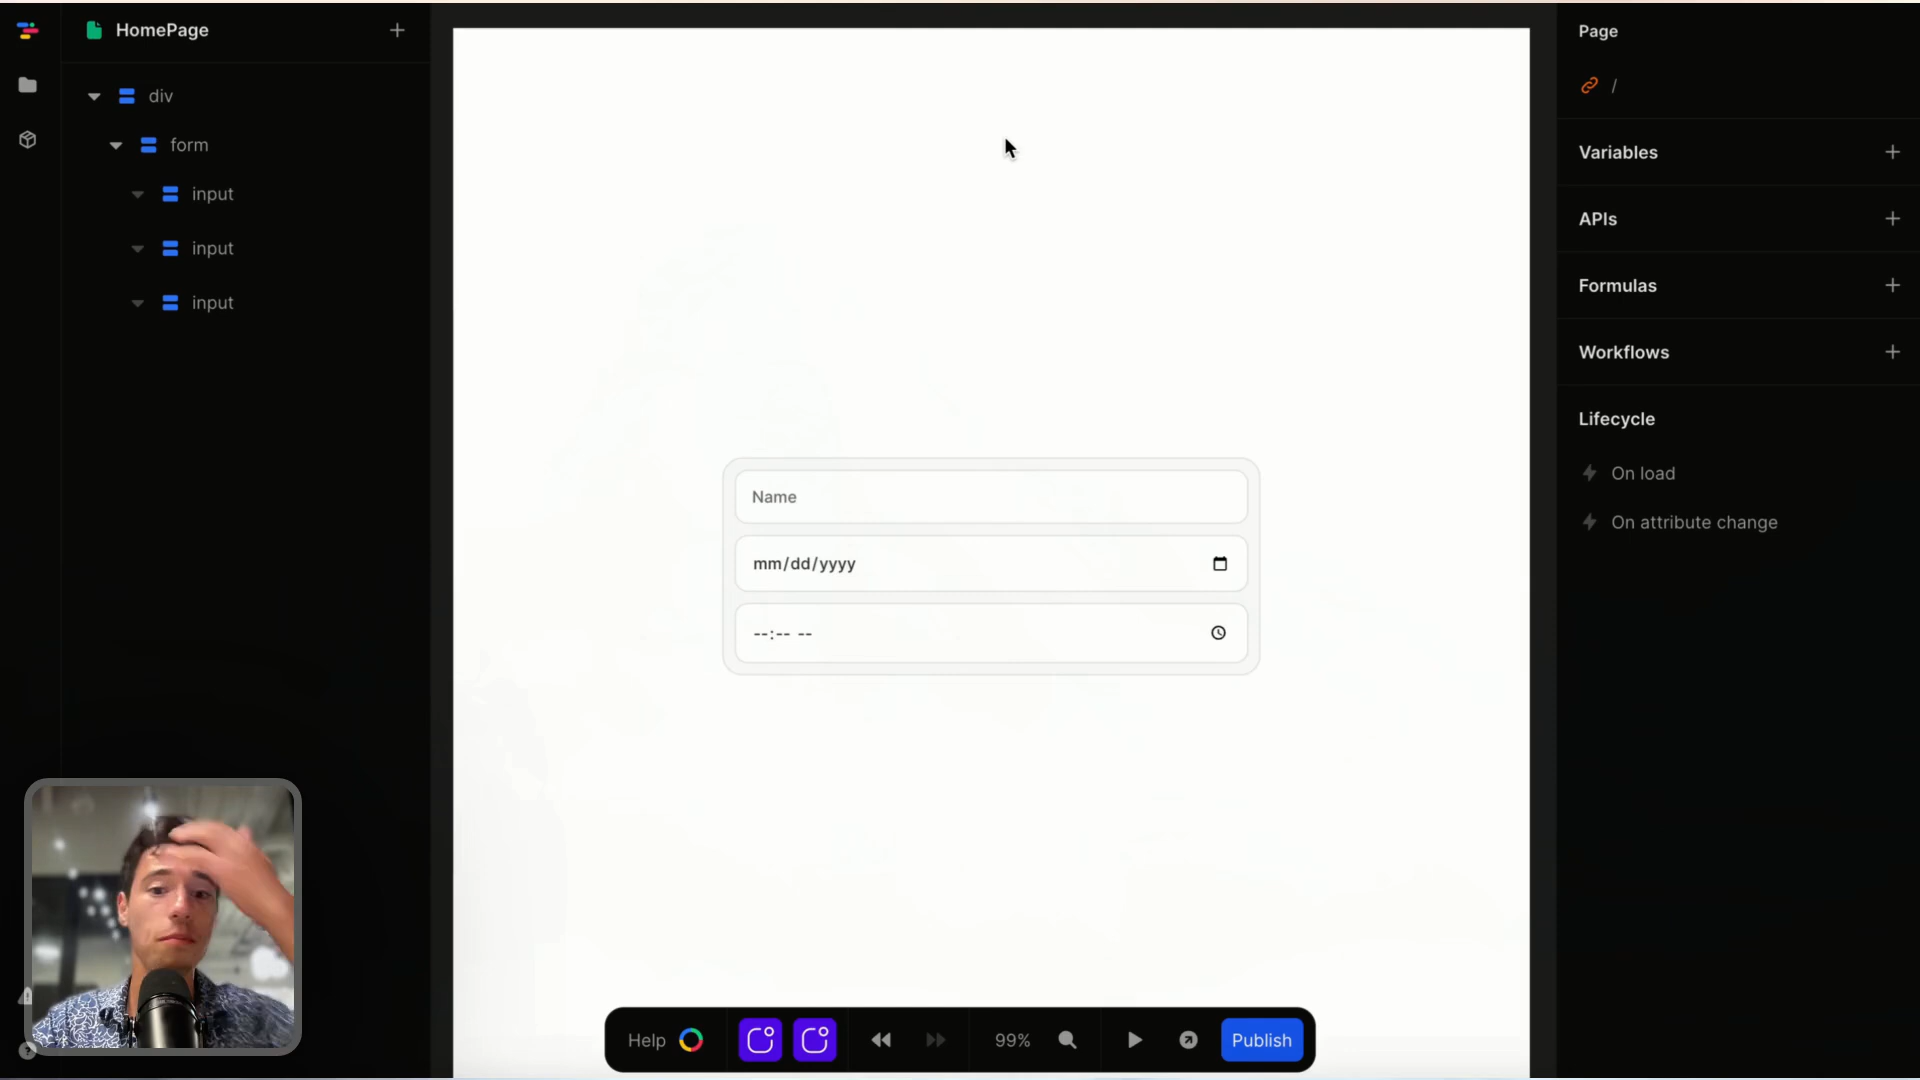 HomePage
div
form
input
input
input
Name
mm/dd/yyyy
--:-- --
Page
/
Variables
APIs
Formulas
Workflows
Lifecycle
On load
On attribute change
Help
99%
Publish